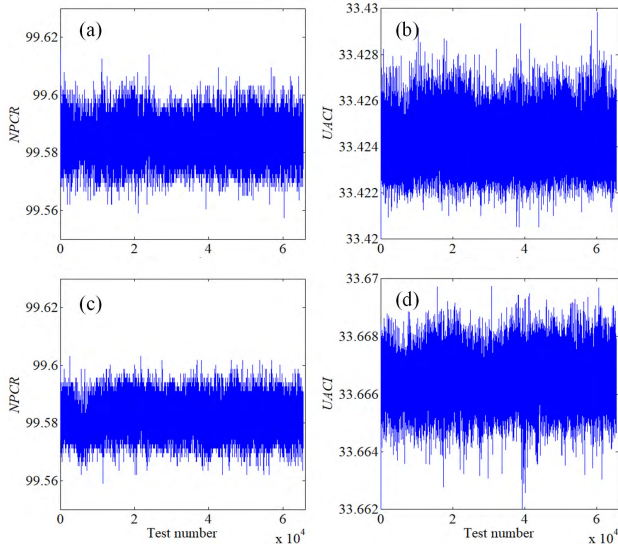 (a)
99.62
99.6
99.58
99.56
NPCR
0
2
4
6
(b)
33.43
33.428
33.426
33.424
33.422
33.42
UACI
0
2
4
6
(c)
99.62
99.6
99.58
99.56
NPCR
0
2
4
6
Test number
x 10^4
(d)
33.67
33.668
33.666
33.664
33.662
UACI
0
2
4
6
Test number
x 10^4